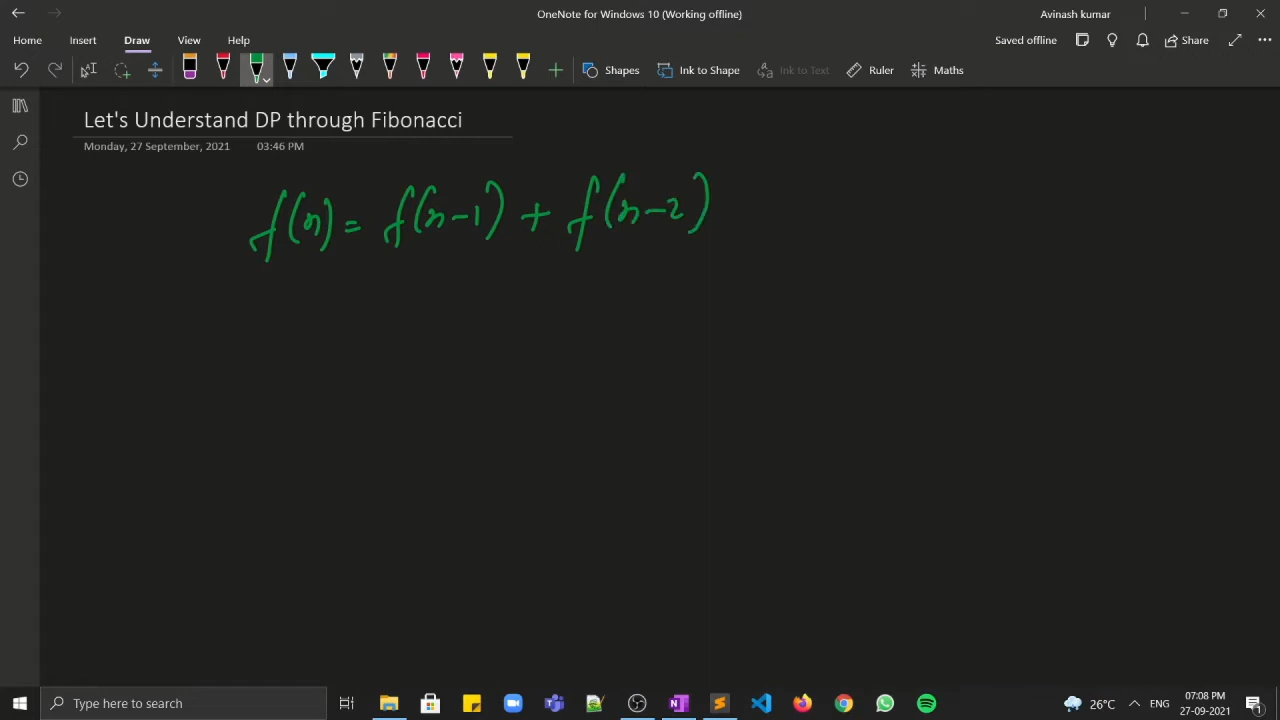 OneNote for Windows 10 (Working offline)
Avinash kumar
Home Insert Draw View Help
Saved offline
Share
Shapes
Ink to Shape
Ink to Text
Ruler
Maths
Let's Understand DP through Fibonacci
Monday, 27 September, 2021 03:46 PM
f(n) = f(n-1) + f(n-2)
Type here to search
26°C
ENG
07:08 PM
27-09-2021
1